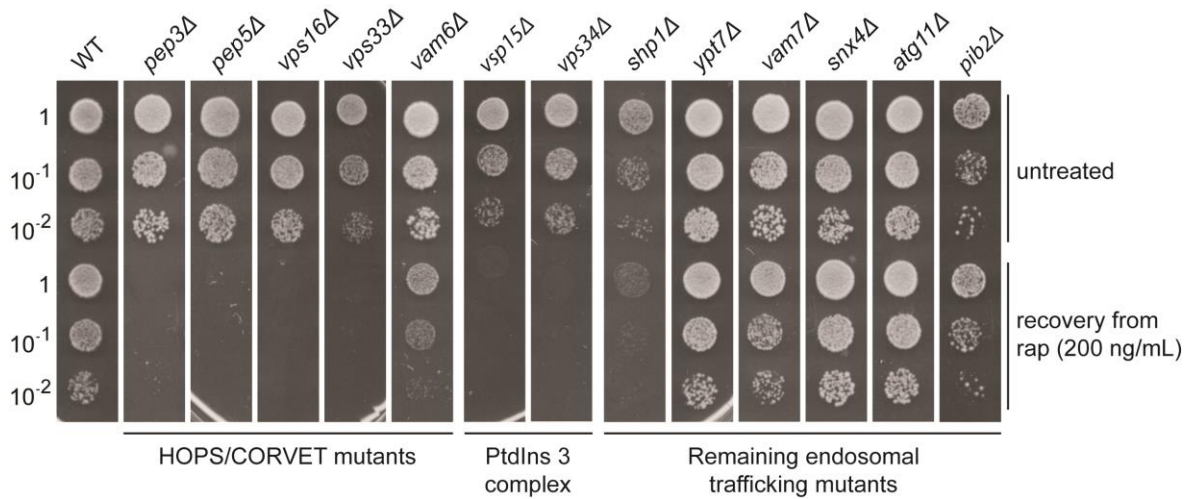 WT pep3Δ pep5Δ vps16Δ vps33Δ vam6Δ vsp15Δ vps34Δ shp1Δ ypt7Δ vam7Δ snx4Δ atg11Δ pib2Δ
1
10⁻¹
untreated
10⁻²
1
10⁻¹
recovery from
rap (200 ng/mL)
10⁻²
HOPS/CORVET mutants
PtdIns 3
complex
Remaining endosomal
trafficking mutants